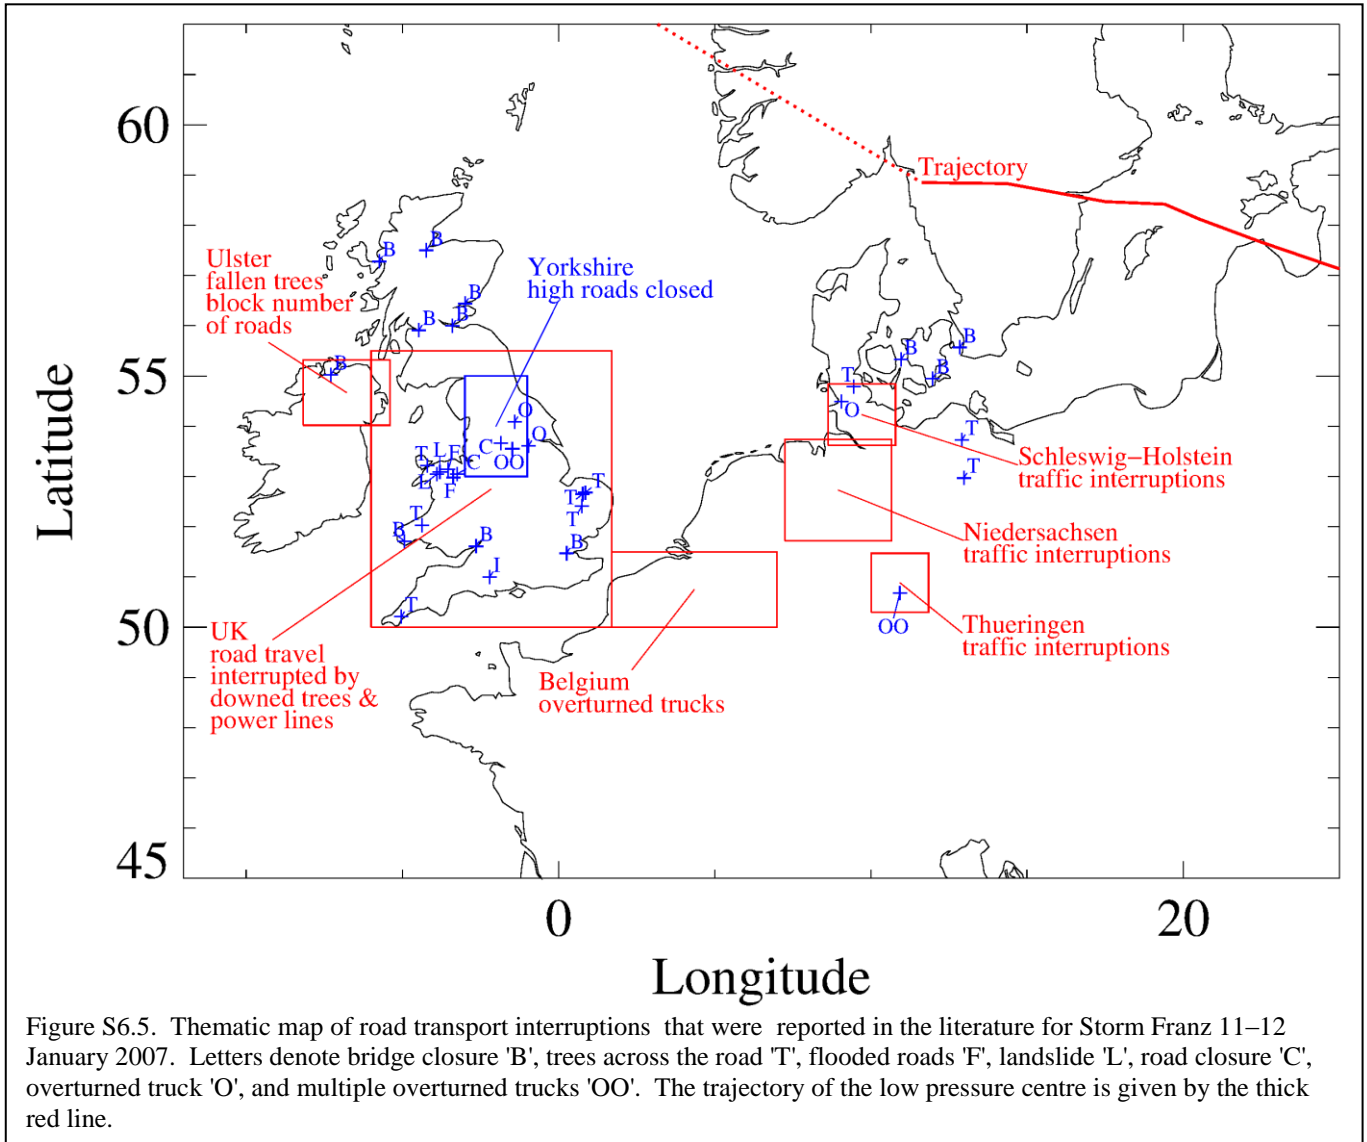 60
Trajectory
B
B
Ulster
fallen trees
block number
of roads
Yorkshire
high roads closed
B
B
B
B
B
B
B
55
T
O
O
O
T
L
F
C
C
OO
T
T
F
T
T
T
T
B
B
B
I
T
Schleswig–Holstein
traffic interruptions
Niedersachsen
traffic interruptions
OO
Thueringen
traffic interruptions
50
UK
road travel
interrupted by
downed trees &
power lines
Belgium
overturned trucks
45
Latitude
0
20
Longitude
Figure S6.5. Thematic map of road transport interruptions that were reported in the literature for Storm Franz 11–12
January 2007. Letters denote bridge closure 'B', trees across the road 'T', flooded roads 'F', landslide 'L', road closure 'C',
overturned truck 'O', and multiple overturned trucks 'OO'. The trajectory of the low pressure centre is given by the thick
red line.